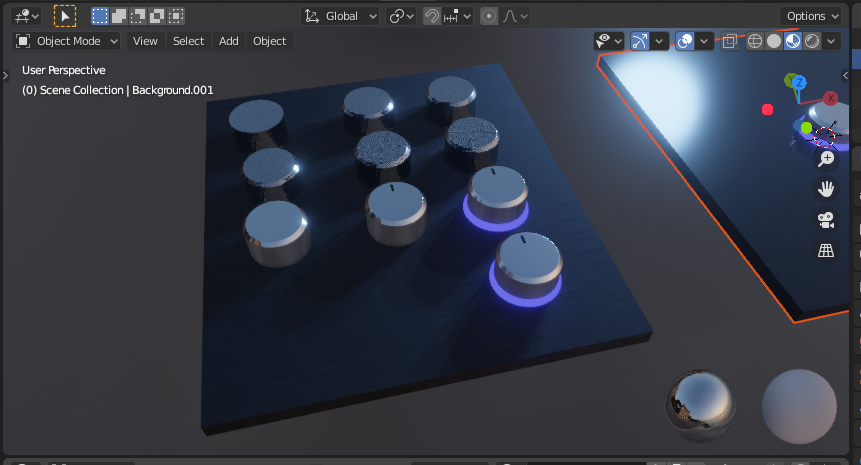 Global
Options
Object Mode
View
Select
Add
Object
User Perspective
(0) Scene Collection | Background.001
Z
X